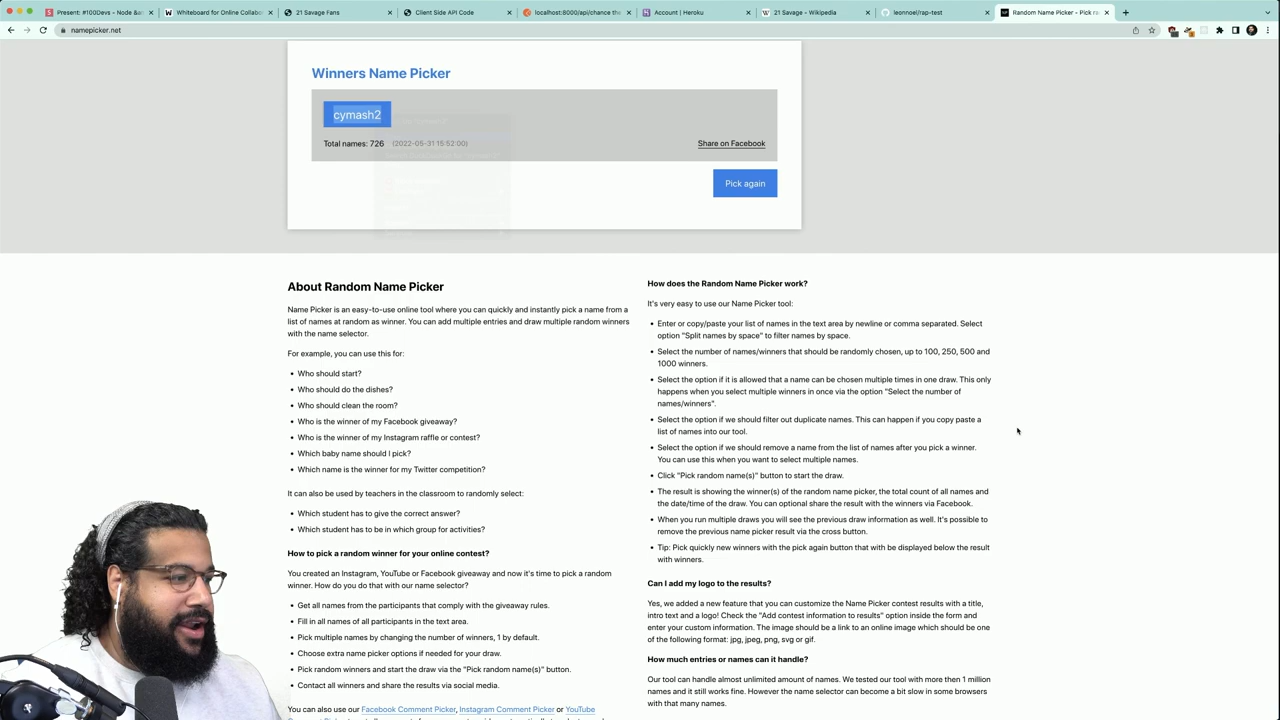 Present: #100Devs - Node &an
Whiteboard for Online Collabo
21 Savage Fans
Client Side API Code
localhost:8000/api/chance the
Account | Heroku
21 Savage - Wikipedia
leonnoel/rap-test
Random Name Picker - Pick ra
namepicker.net
Winners Name Picker
cymash2
Total names: 726 (2022-05-31 15:52:00)
Share on Facebook
Pick again
About Random Name Picker
Name Picker is an easy-to-use online tool where you can quickly and instantly pick a name from a
list of names at random as winner. You can add multiple entries and draw multiple random winners
with the name selector.
For example, you can use this for:
• Who should start?
• Who should do the dishes?
• Who should clean the room?
• Who is the winner of my Facebook giveaway?
• Who is the winner of my Instagram raffle or contest?
• Which baby name should I pick?
• Which name is the winner for my Twitter competition?
It can also be used by teachers in the classroom to randomly select:
• Which student has to give the correct answer?
• Which student has to be in which group for activities?
How to pick a random winner for your online contest?
You created an Instagram, YouTube or Facebook giveaway and now it's time to pick a random
winner. How do you do that with our name selector?
• Get all names from the participants that comply with the giveaway rules.
• Fill in all names of all participants in the text area.
• Pick multiple names by changing the number of winners, 1 by default.
• Choose extra name picker options if needed for your draw.
• Pick random winners and start the draw via the "Pick random name(s)" button.
• Contact all winners and share the results via social media.
You can also use our Facebook Comment Picker, Instagram Comment Picker or YouTube
How does the Random Name Picker work?
It's very easy to use our Name Picker tool:
• Enter or copy/paste your list of names in the text area by newline or comma separated. Select
option "Split names by space" to filter names by space.
• Select the number of names/winners that should be randomly chosen, up to 100, 250, 500 and
1000 winners.
• Select the option if it is allowed that a name can be chosen multiple times in one draw. This only
happens when you select multiple winners in once via the option "Select the number of
names/winners".
• Select the option if we should filter out duplicate names. This can happen if you copy paste a
list of names into our tool.
• Select the option if we should remove a name from the list of names after you pick a winner.
You can use this when you want to select multiple names.
• Click "Pick random name(s)" button to start the draw.
• The result is showing the winner(s) of the random name picker, the total count of all names and
the date/time of the draw. You can optional share the result with the winners via Facebook.
• When you run multiple draws you will see the previous draw information as well. It's possible to
remove the previous name picker result via the cross button.
• Tip: Pick quickly new winners with the pick again button that with be displayed below the result
with winners.
Can I add my logo to the results?
Yes, we added a new feature that you can customize the Name Picker contest results with a title,
intro text and a logo! Check the "Add contest information to results" option inside the form and
enter your custom information. The image should be a link to an online image which should be one
of the following format: jpg, jpeg, png, svg or gif.
How much entries or names can it handle?
Our tool can handle almost unlimited amount of names. We tested our tool with more then 1 million
names and it still works fine. However the name selector can become a bit slow in some browsers
with that many names.